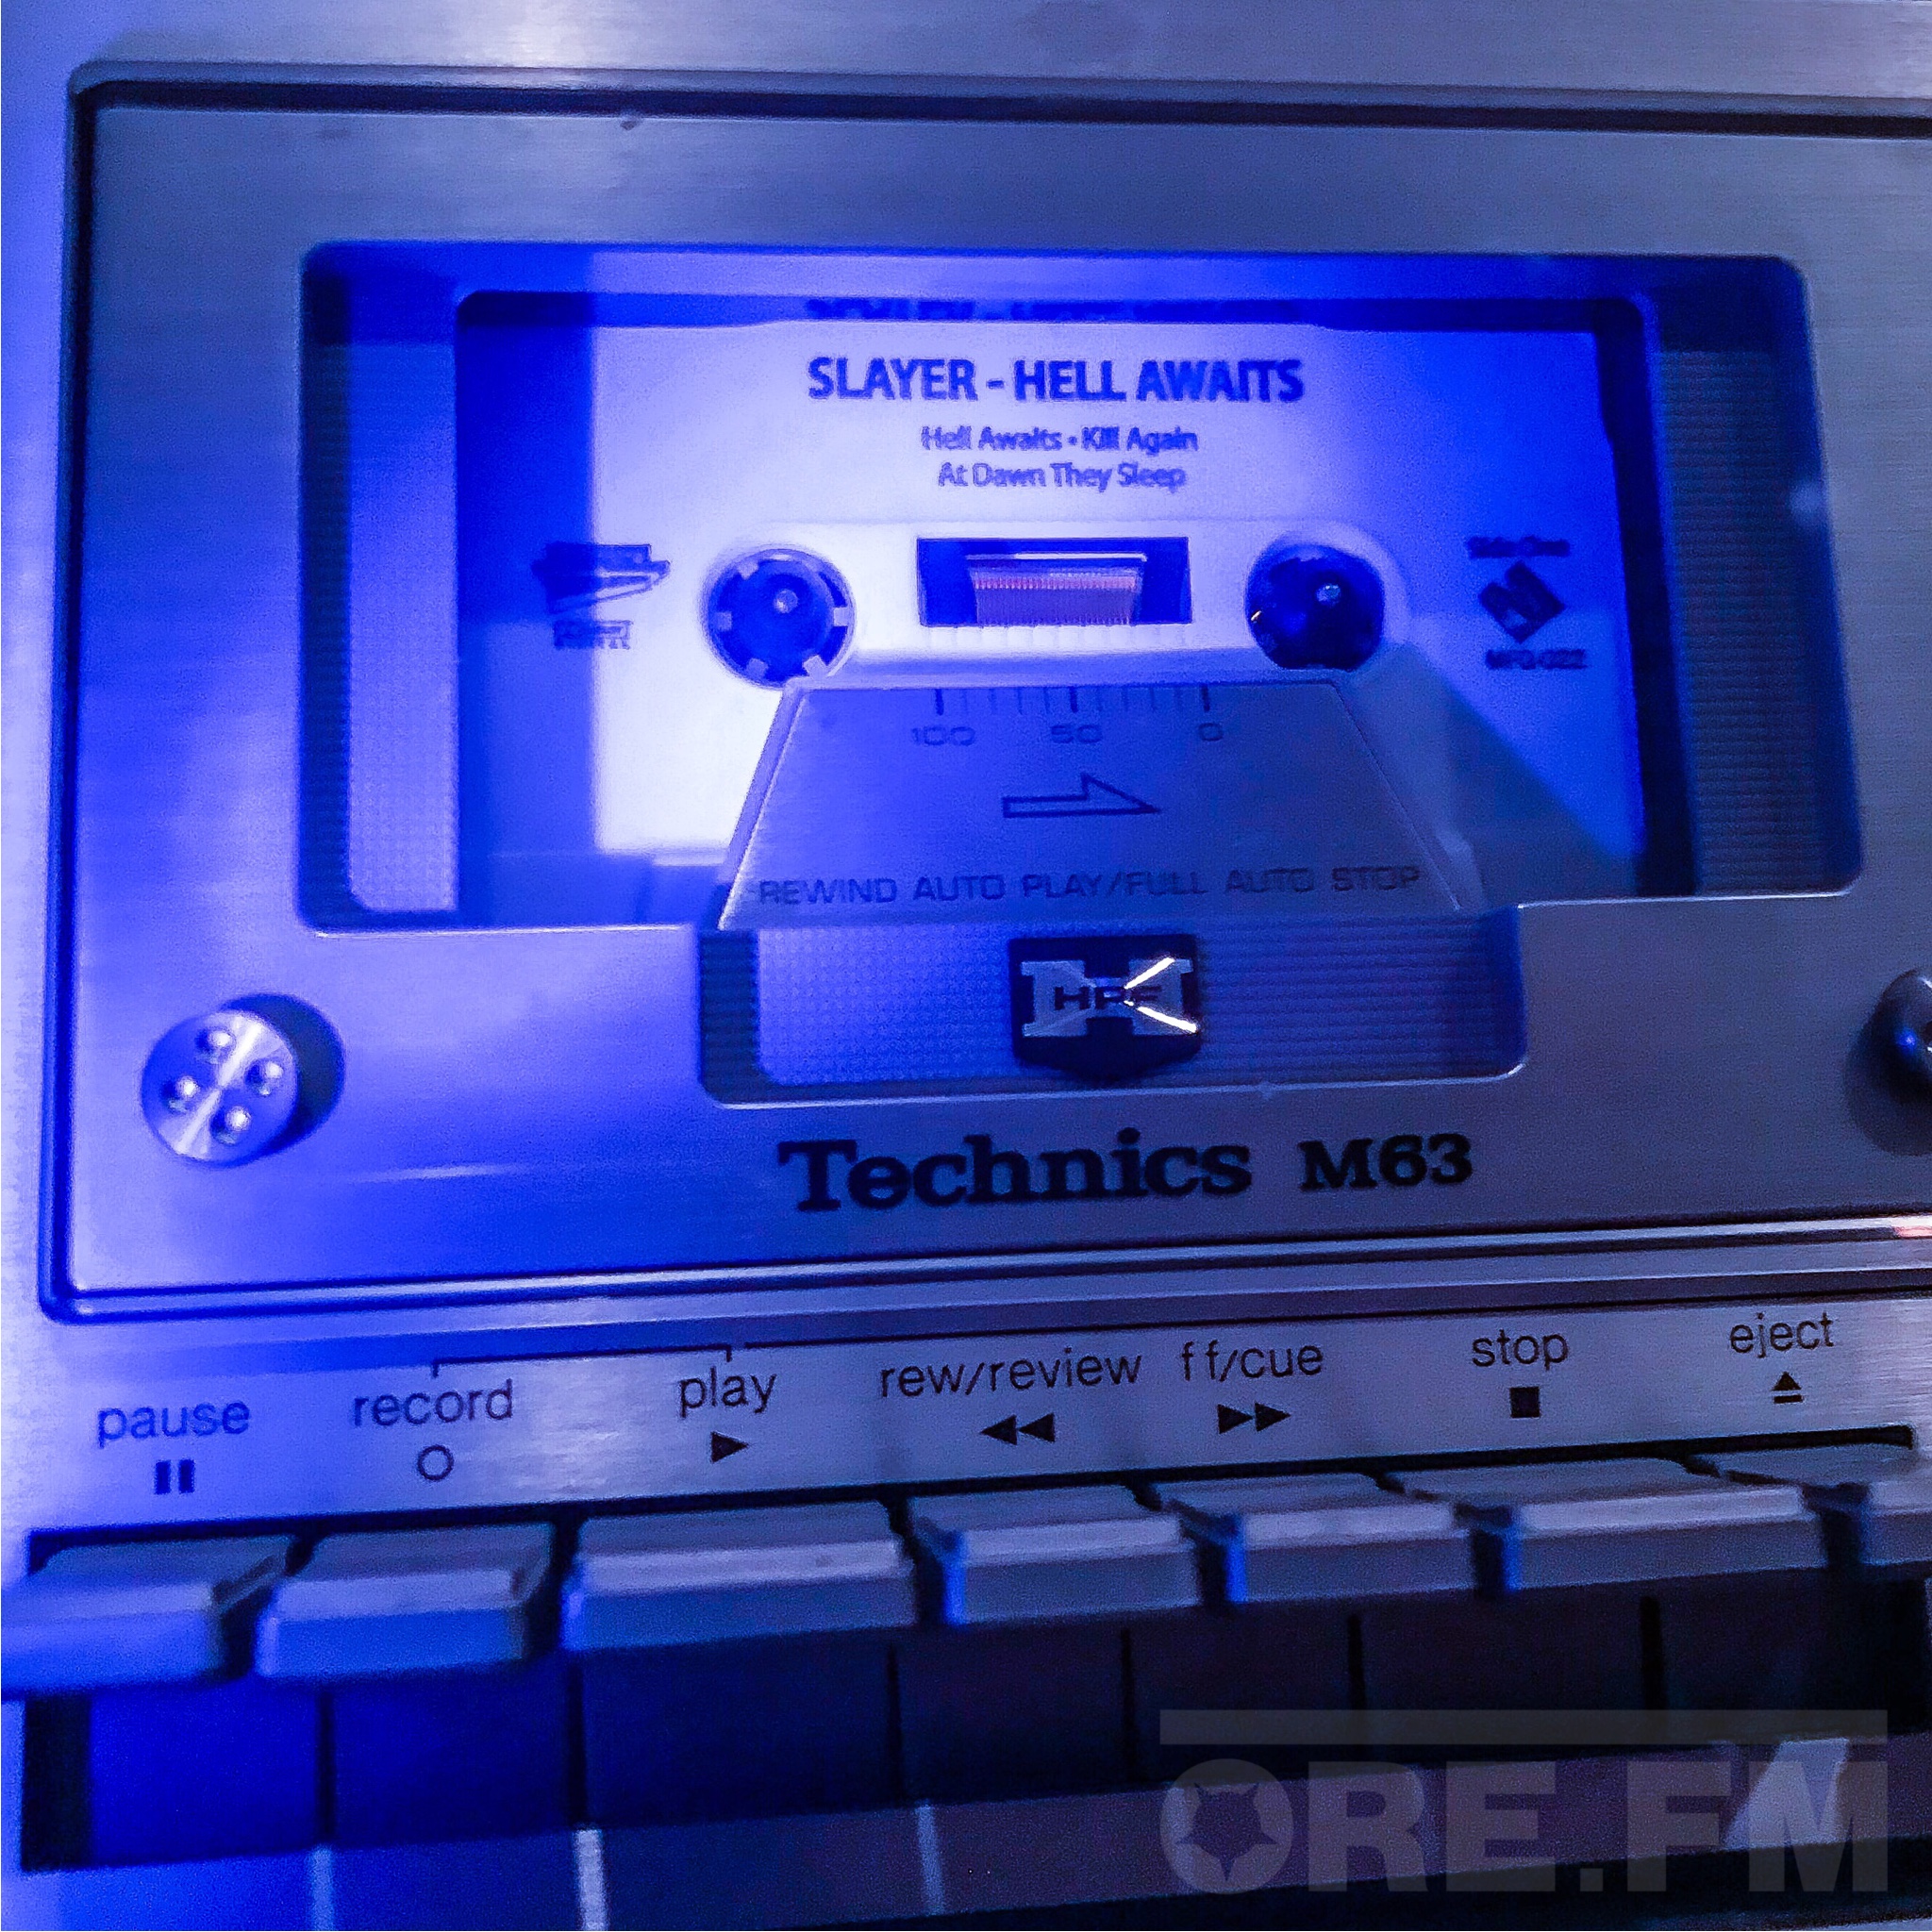 SLAYER - HELL AWAITS
Hell Awaits • Kill Again
At Dawn They Sleep
100 50 0
REWIND AUTO PLAY/FULL AUTO STOP
HPF
Technics M63
pause
record
play
rew/review
ff/cue
stop
eject
ORE.FM